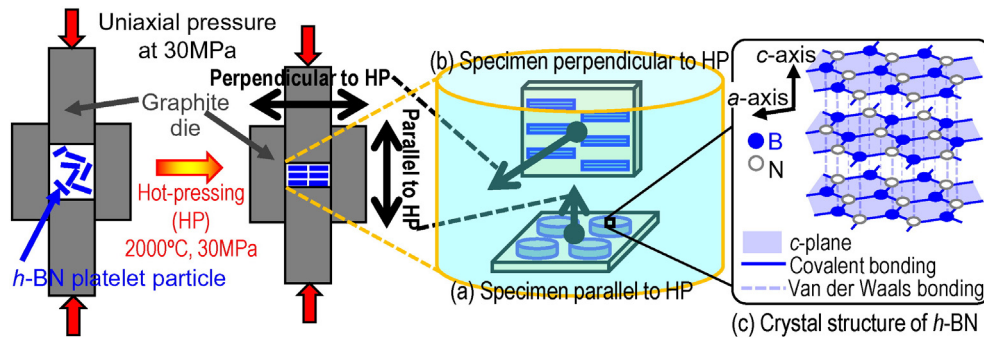 Uniaxial pressure
at 30MPa
Perpendicular to HP
Graphite
die
Parallel to HP
Hot-pressing
(HP)
2000ºC, 30MPa
h-BN platelet particle
(b) Specimen perpendicular to HP
(a) Specimen parallel to HP
c-axis
a-axis
B
N
c-plane
Covalent bonding
Van der Waals bonding
(c) Crystal structure of h-BN